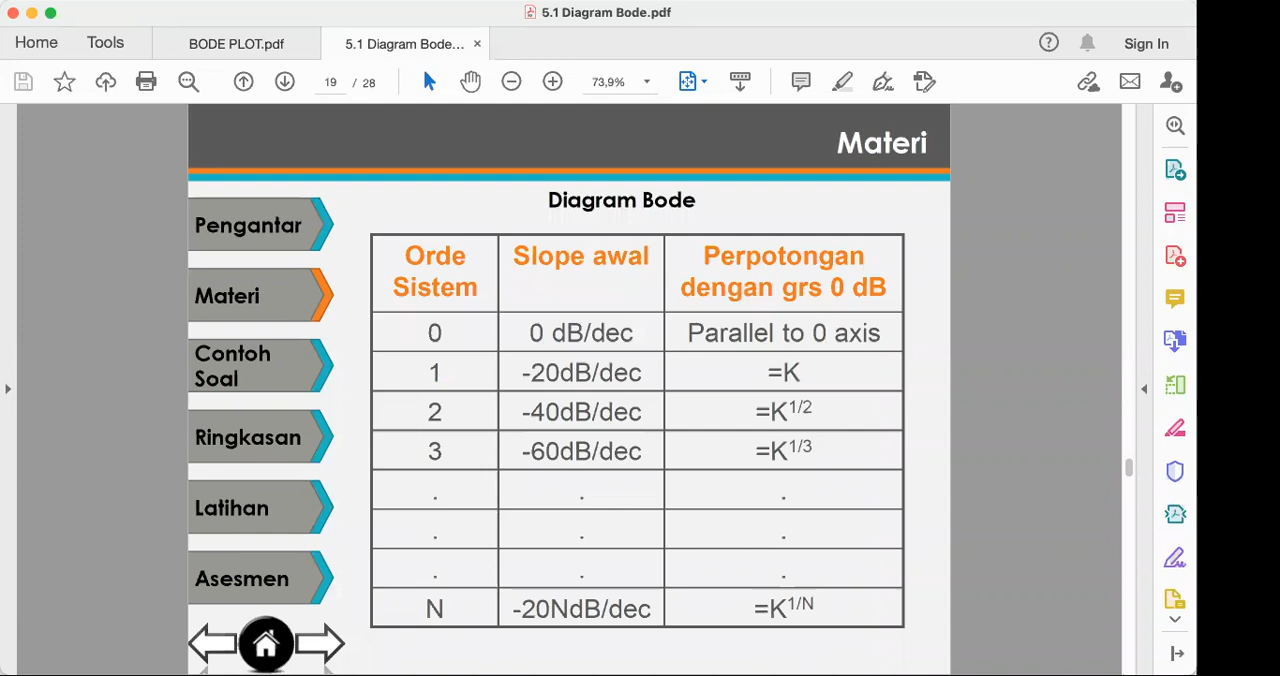 5.1 Diagram Bode.pdf
Home
Tools
BODE PLOT.pdf
5.1 Diagram Bode...
Sign In
19 / 28
73,9%
Materi
Diagram Bode
Pengantar
Materi
Contoh
Soal
Ringkasan
Latihan
Asesmen
Orde Sistem | Slope awal | Perpotongan dengan grs 0 dB
0 | 0 dB/dec | Parallel to 0 axis
1 | -20dB/dec | =K
2 | -40dB/dec | =K^1/2
3 | -60dB/dec | =K^1/3
. | . | .
. | . | .
. | . | .
N | -20NdB/dec | =K^1/N